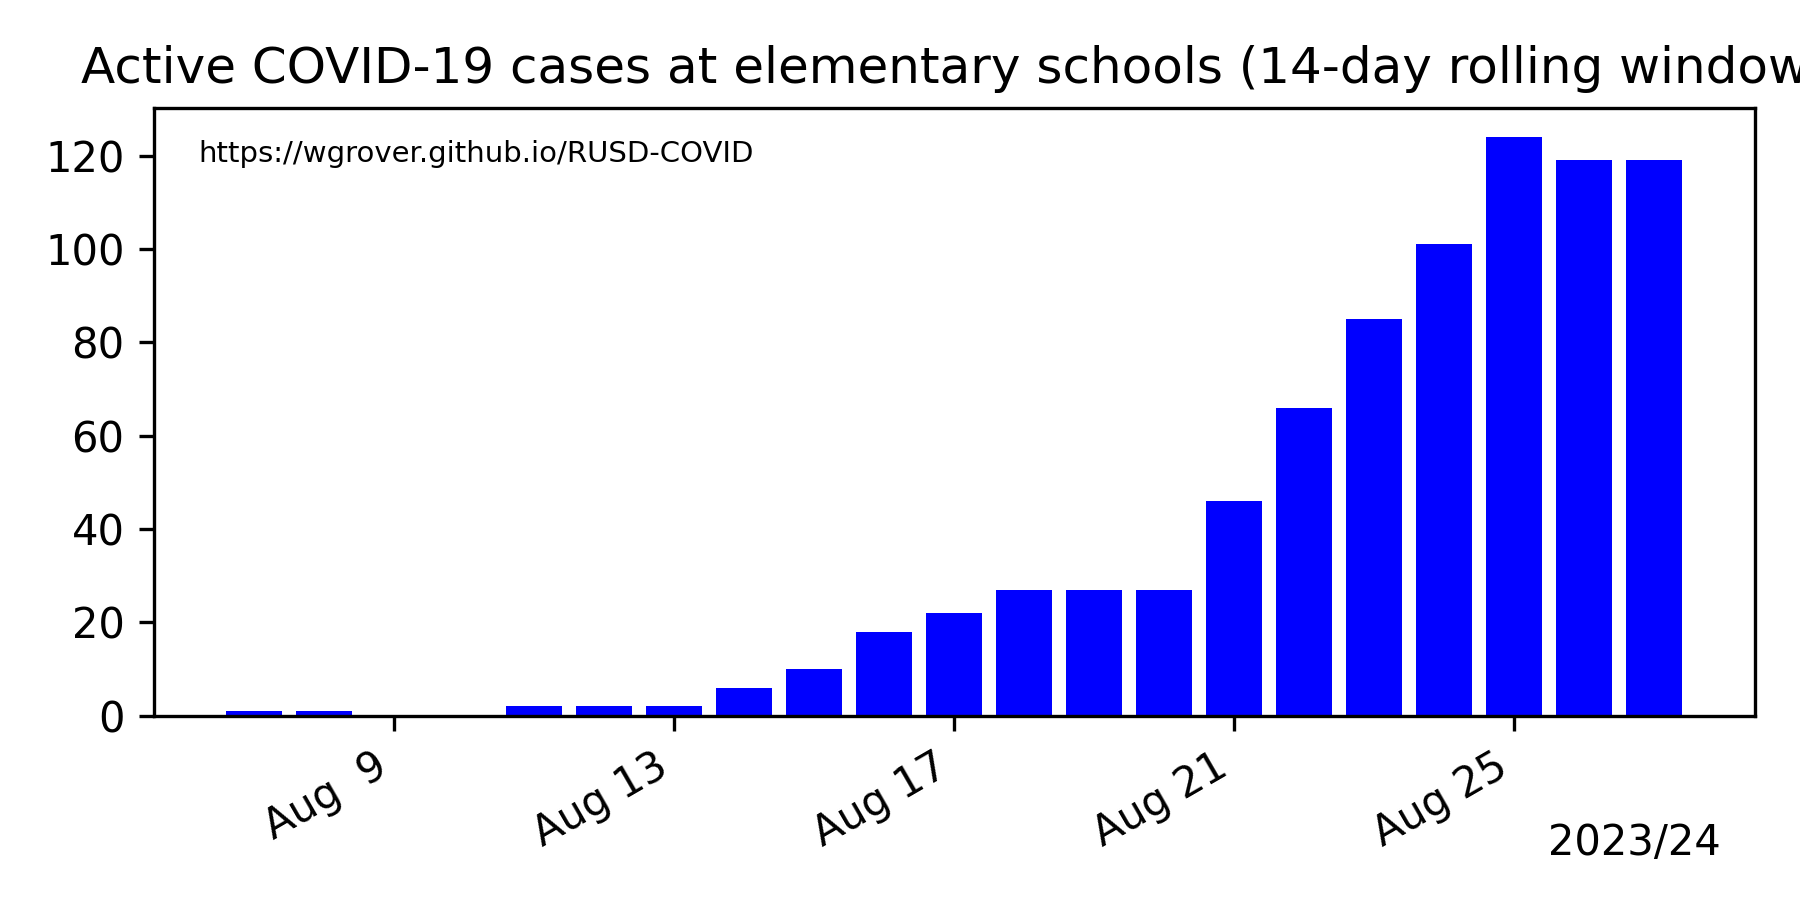 Active COVID-19 cases at elementary schools (14-day rolling window
https://wgrover.github.io/RUSD-COVID
120
100
80
60
40
20
0
Aug 9
Aug 13
Aug 17
Aug 21
Aug 25
2023/24